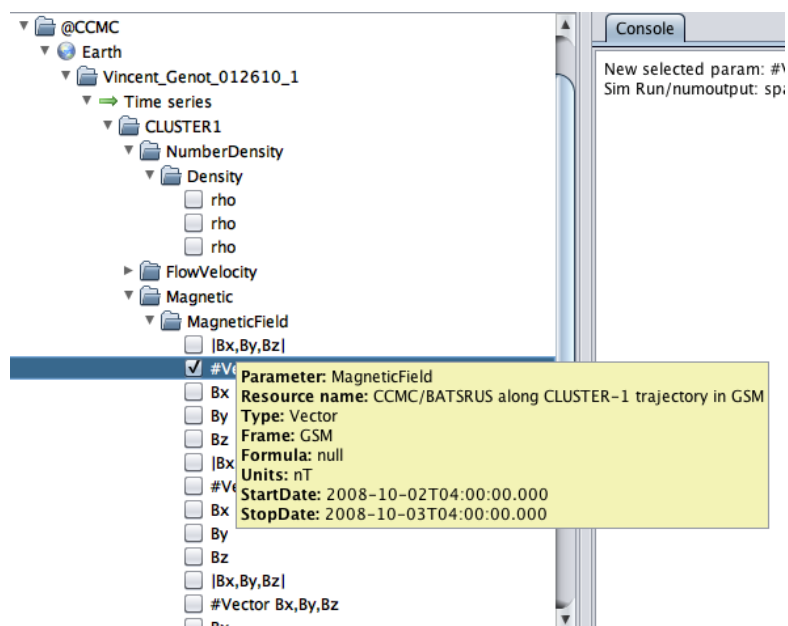 @CCMC
Earth
Vincent_Genot_012610_1
Time series
CLUSTER1
NumberDensity
Density
rho
rho
rho
FlowVelocity
Magnetic
MagneticField
|Bx,By,Bz|
Bx
By
Bz
|Bx
Bx
By
Bz
|Bx,By,Bz|
#Vector Bx,By,Bz
Parameter: MagneticField
Resource name: CCMC/BATSRUS along CLUSTER-1 trajectory in GSM
Type: Vector
Frame: GSM
Formula: null
Units: nT
StartDate: 2008-10-02T04:00:00.000
StopDate: 2008-10-03T04:00:00.000
Console
New selected param:
Sim Run/numoutput: